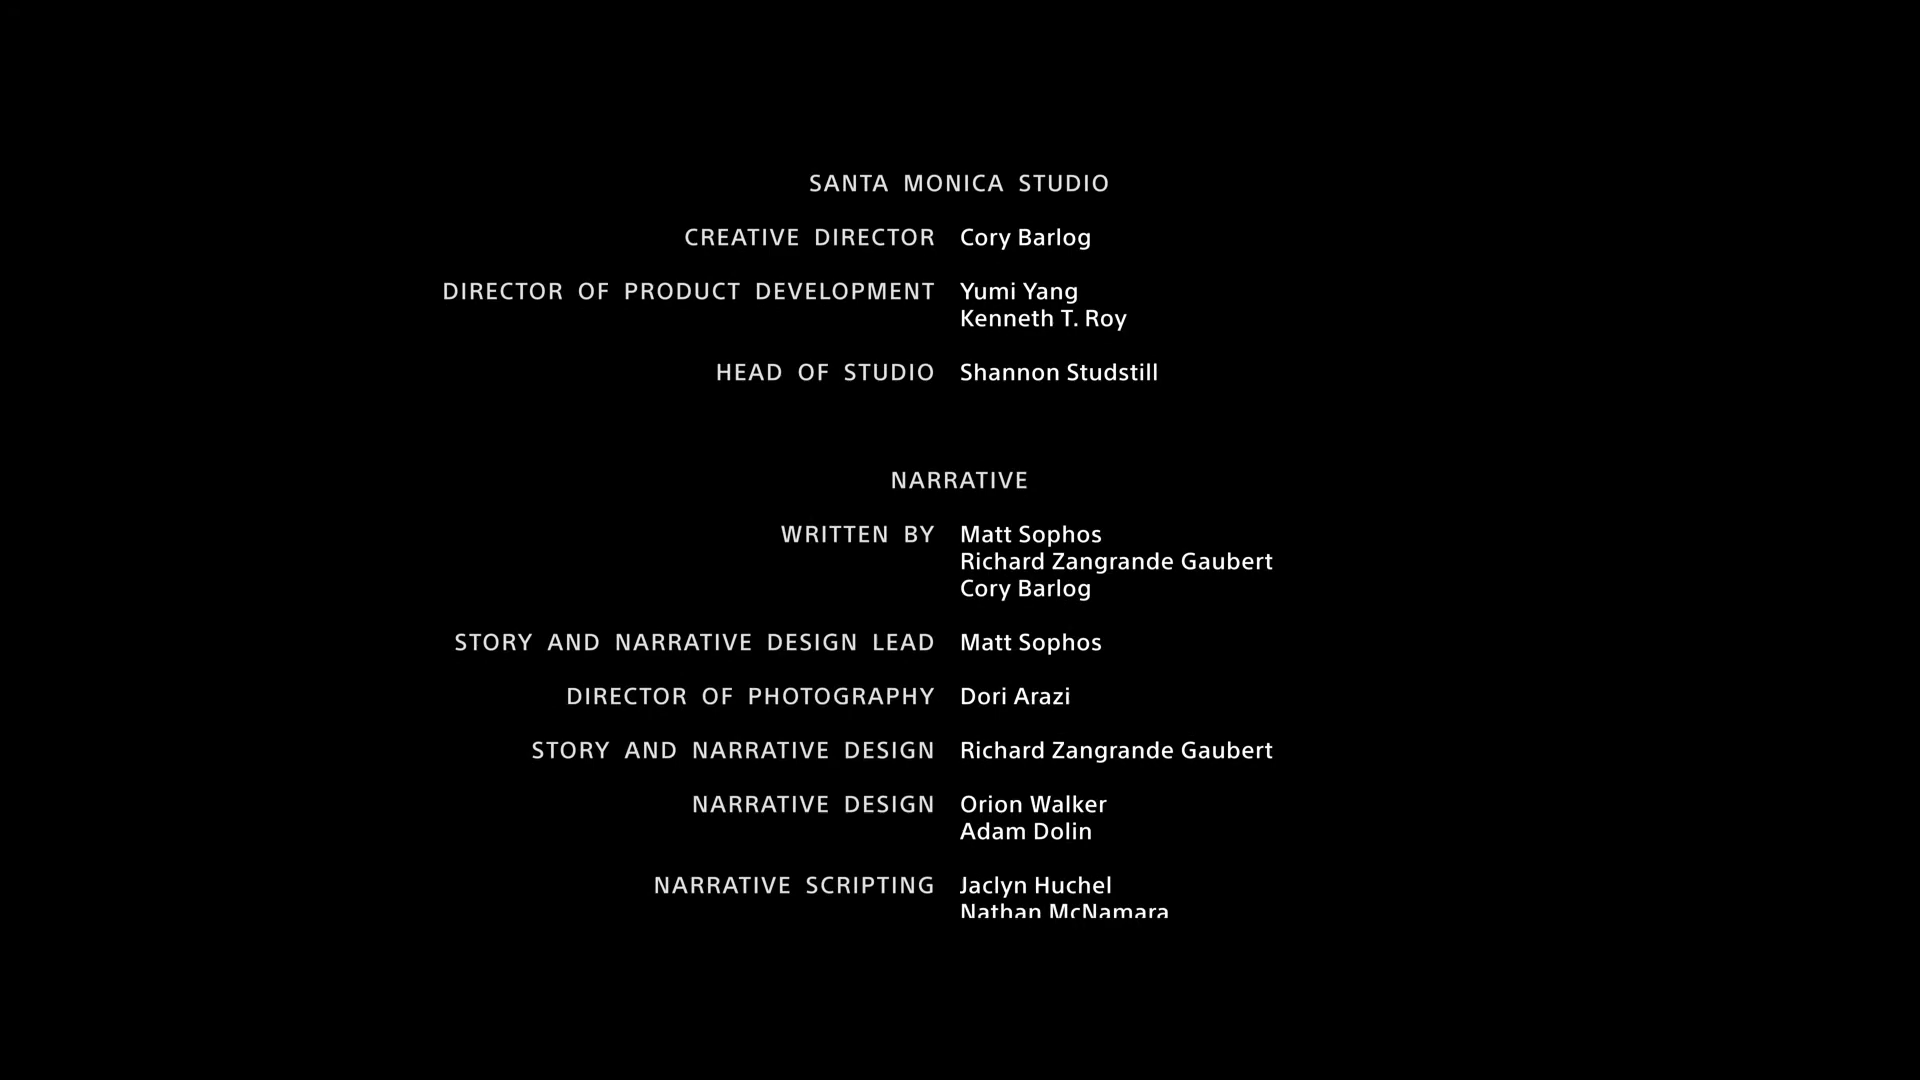 SANTA MONICA STUDIO
CREATIVE DIRECTOR Cory Barlog
DIRECTOR OF PRODUCT DEVELOPMENT Yumi Yang
Kenneth T. Roy
HEAD OF STUDIO Shannon Studstill
NARRATIVE
WRITTEN BY Matt Sophos
Richard Zangrande Gaubert
Cory Barlog
STORY AND NARRATIVE DESIGN LEAD Matt Sophos
DIRECTOR OF PHOTOGRAPHY Dori Arazi
STORY AND NARRATIVE DESIGN Richard Zangrande Gaubert
NARRATIVE DESIGN Orion Walker
Adam Dolin
NARRATIVE SCRIPTING Jaclyn Huchel
Nathan McNamara